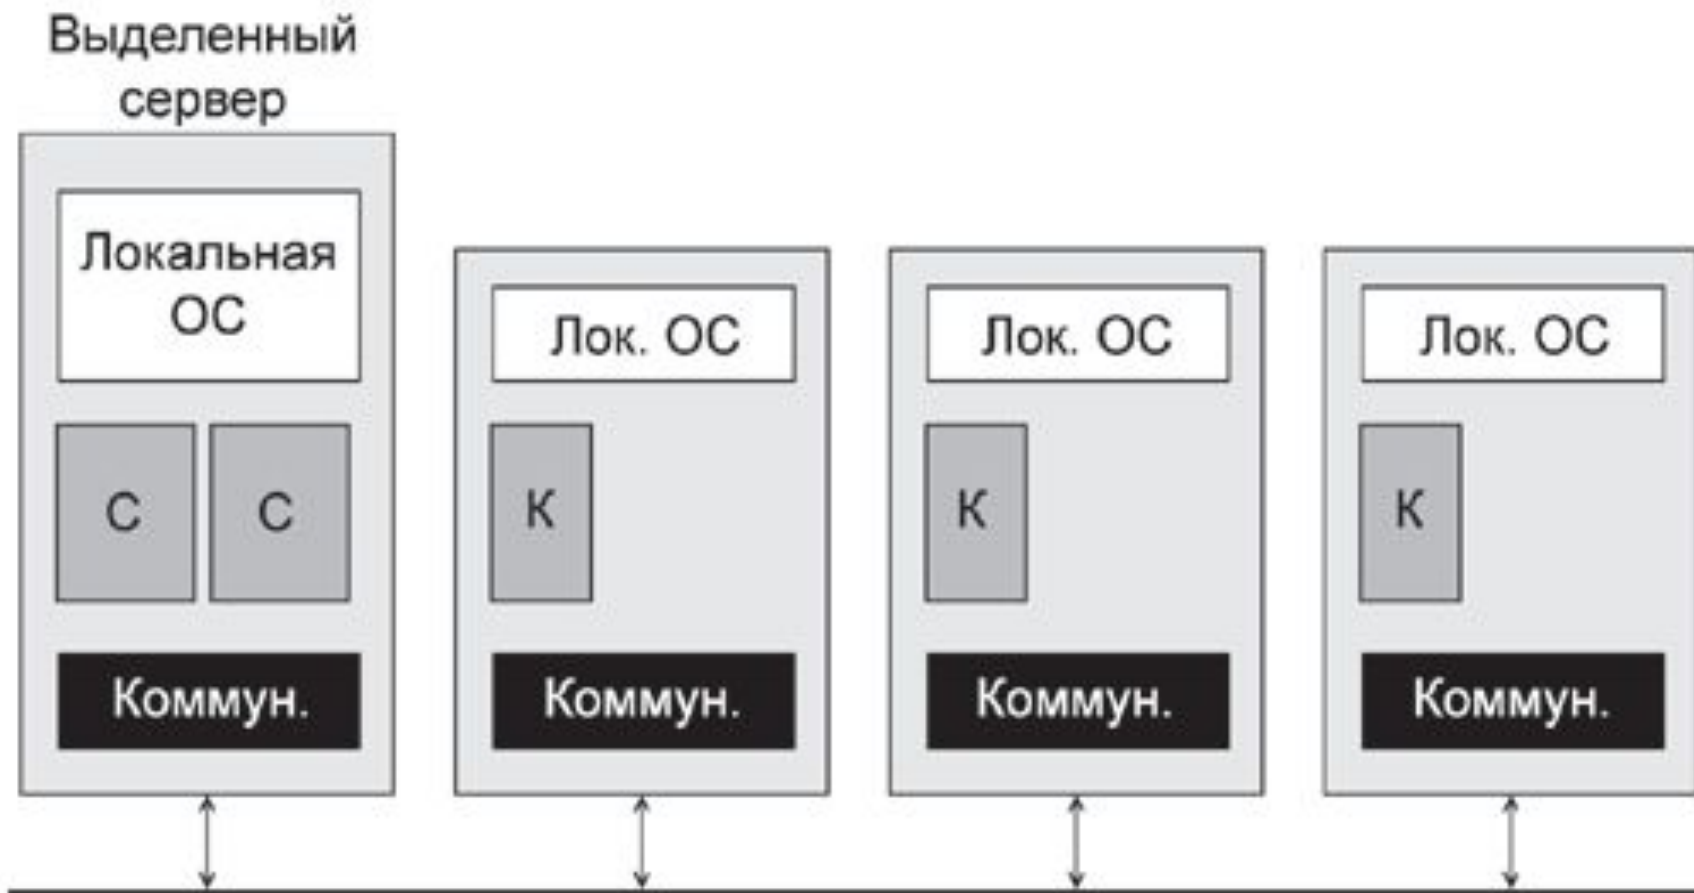 Выделенный
сервер
Локальная
ОС
Лок. ОС
Лок. ОС
Лок. ОС
С
С
К
К
К
Коммун.
Коммун.
Коммун.
Коммун.